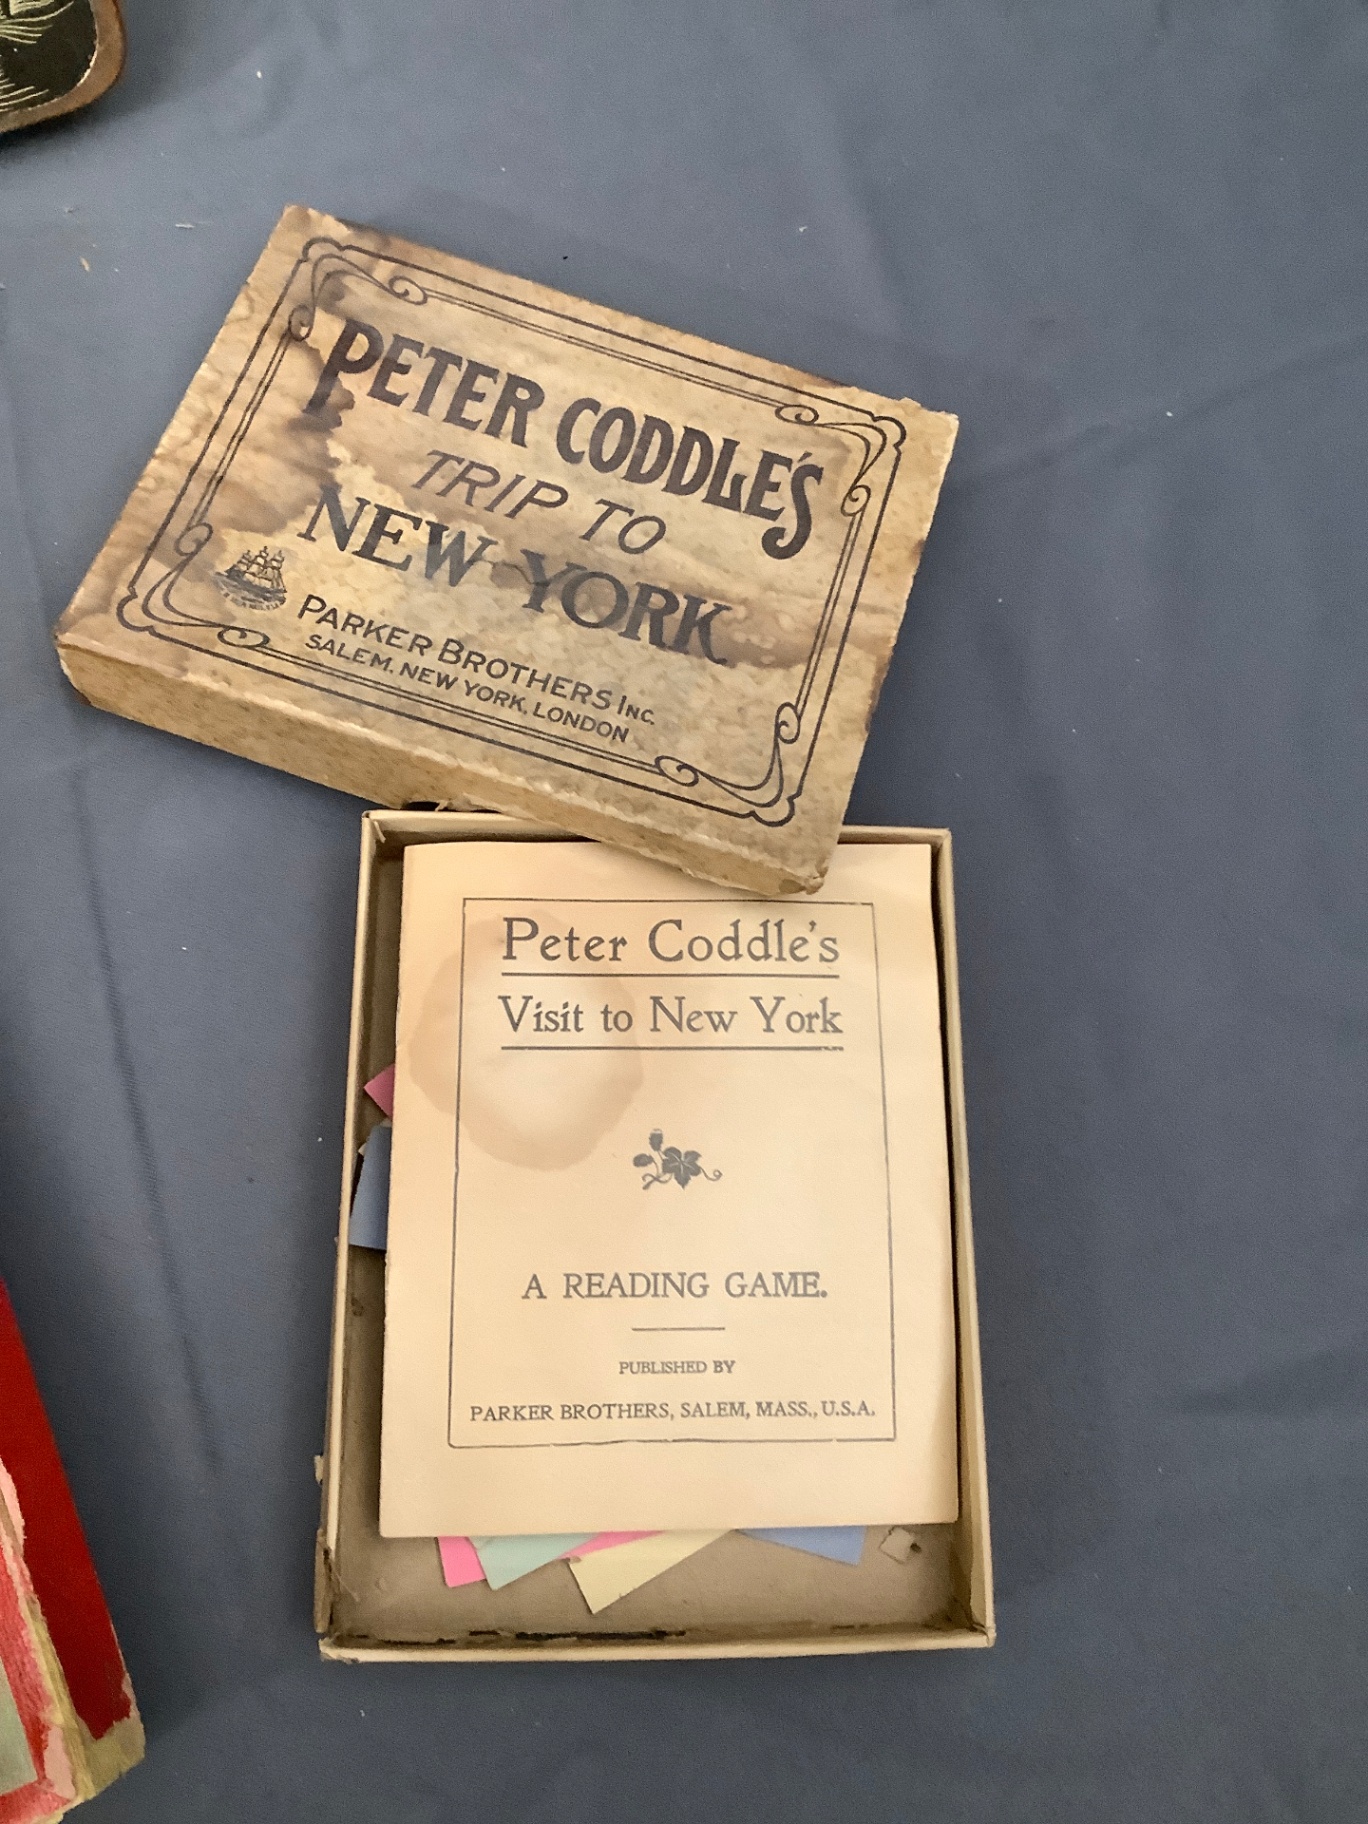 PETER CODDLE'S
TRIP TO
NEW YORK
PARKER BROTHERS INC.
SALEM, NEW YORK, LONDON
Peter Coddle's
Visit to New York
A READING GAME.
PUBLISHED BY
PARKER BROTHERS, SALEM, MASS., U.S.A.